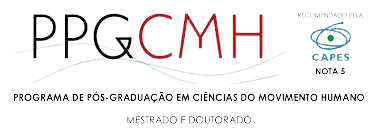 PPGCMH
RECOMENDADO PELA
CAPES
NOTA 5
PROGRAMA DE PÓS-GRADUAÇÃO EM CIÊNCIAS DO MOVIMENTO HUMANO
MESTRADO E DOUTORADO